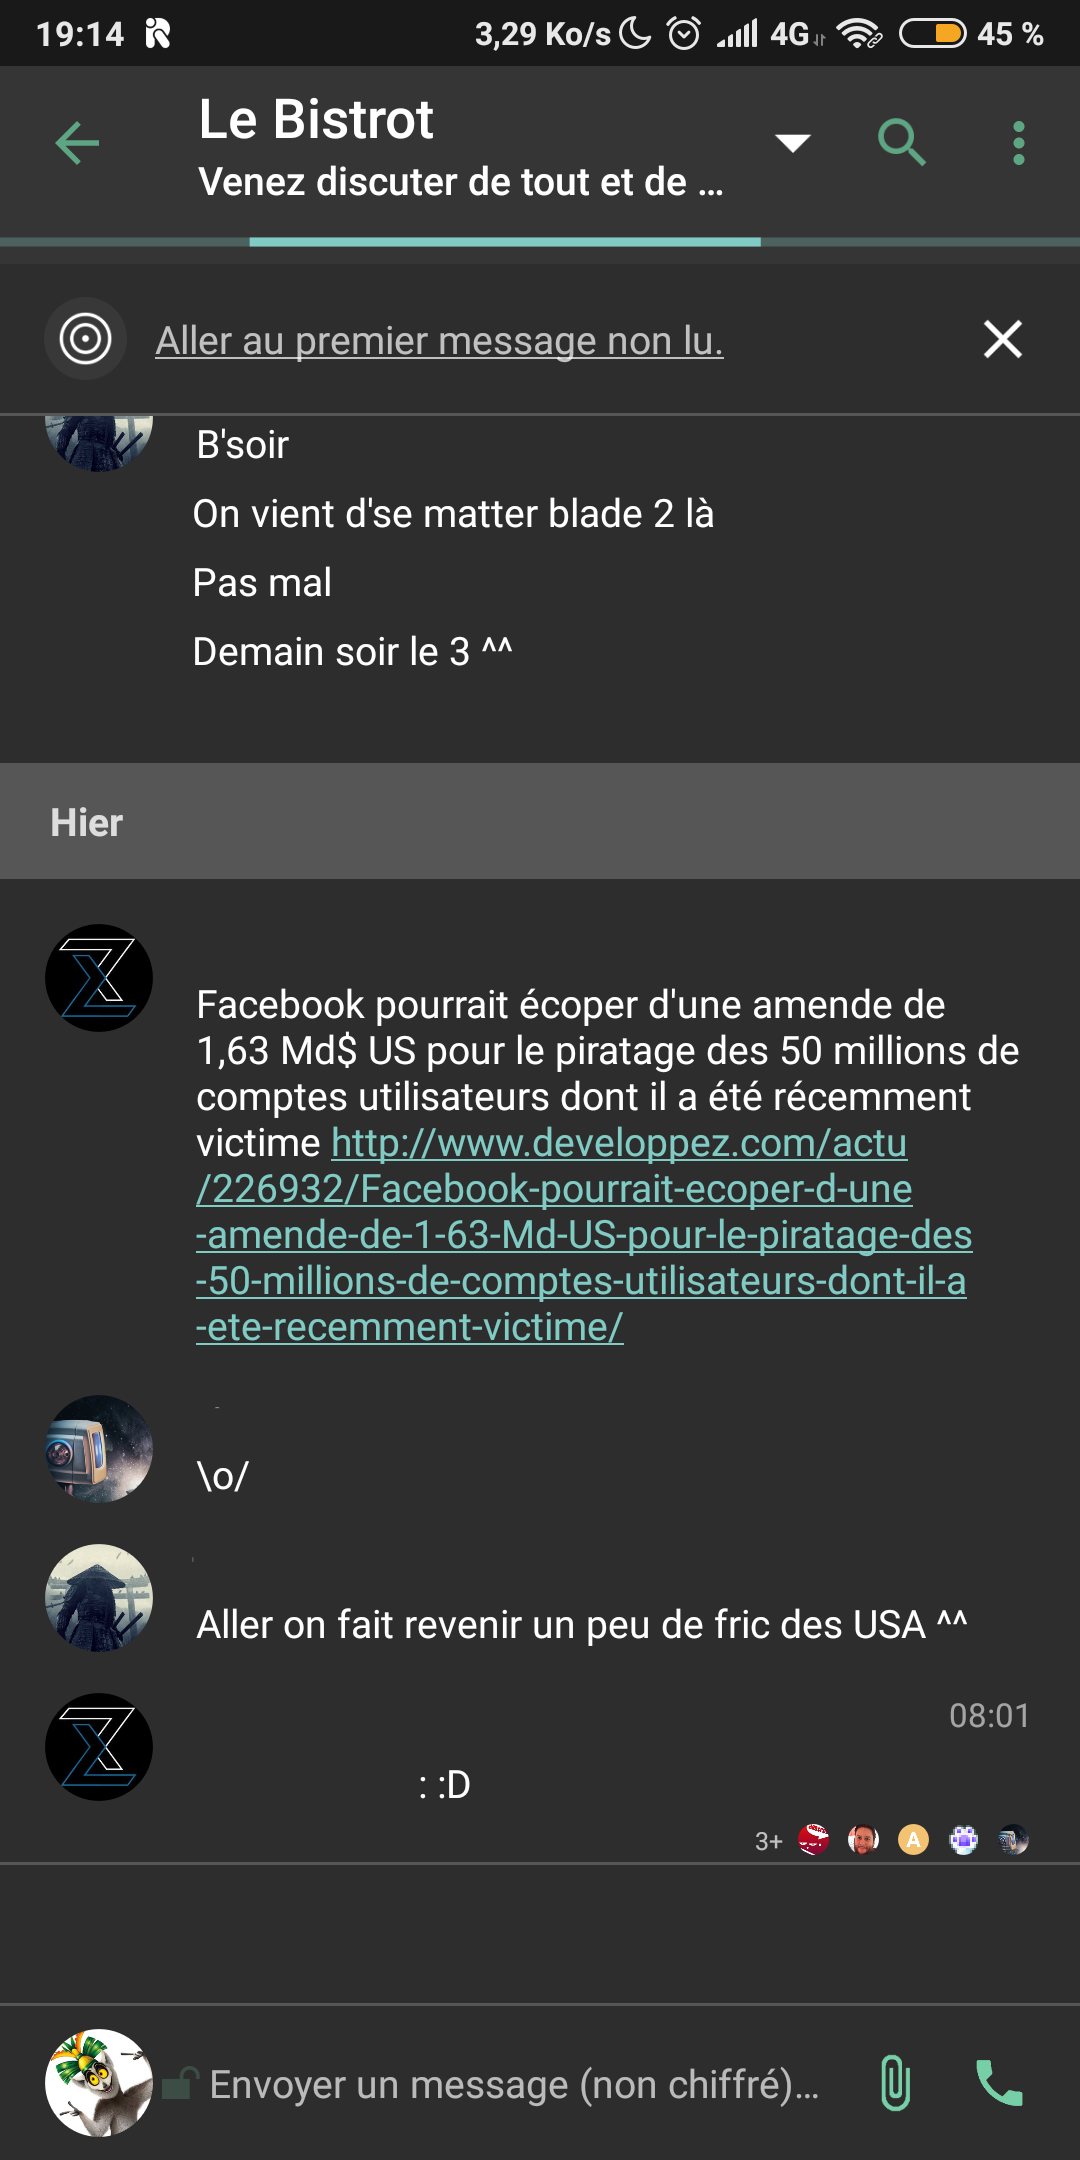 19:14 3,29 Ko/s 4G 45 %
Le Bistrot
Venez discuter de tout et de ...
Aller au premier message non lu.
B'soir
On vient d'se matter blade 2 là
Pas mal
Demain soir le 3 ^^
Hier
Facebook pourrait écoper d'une amende de
1,63 Md$ US pour le piratage des 50 millions de
comptes utilisateurs dont il a été récemment
victime http://www.developpez.com/actu
/226932/Facebook-pourrait-ecoper-d-une
-amende-de-1-63-Md-US-pour-le-piratage-des
-50-millions-de-comptes-utilisateurs-dont-il-a
-ete-recemment-victime/
\o/
Aller on fait revenir un peu de fric des USA ^^
08:01
: :D
3+ A
Envoyer un message (non chiffré)...